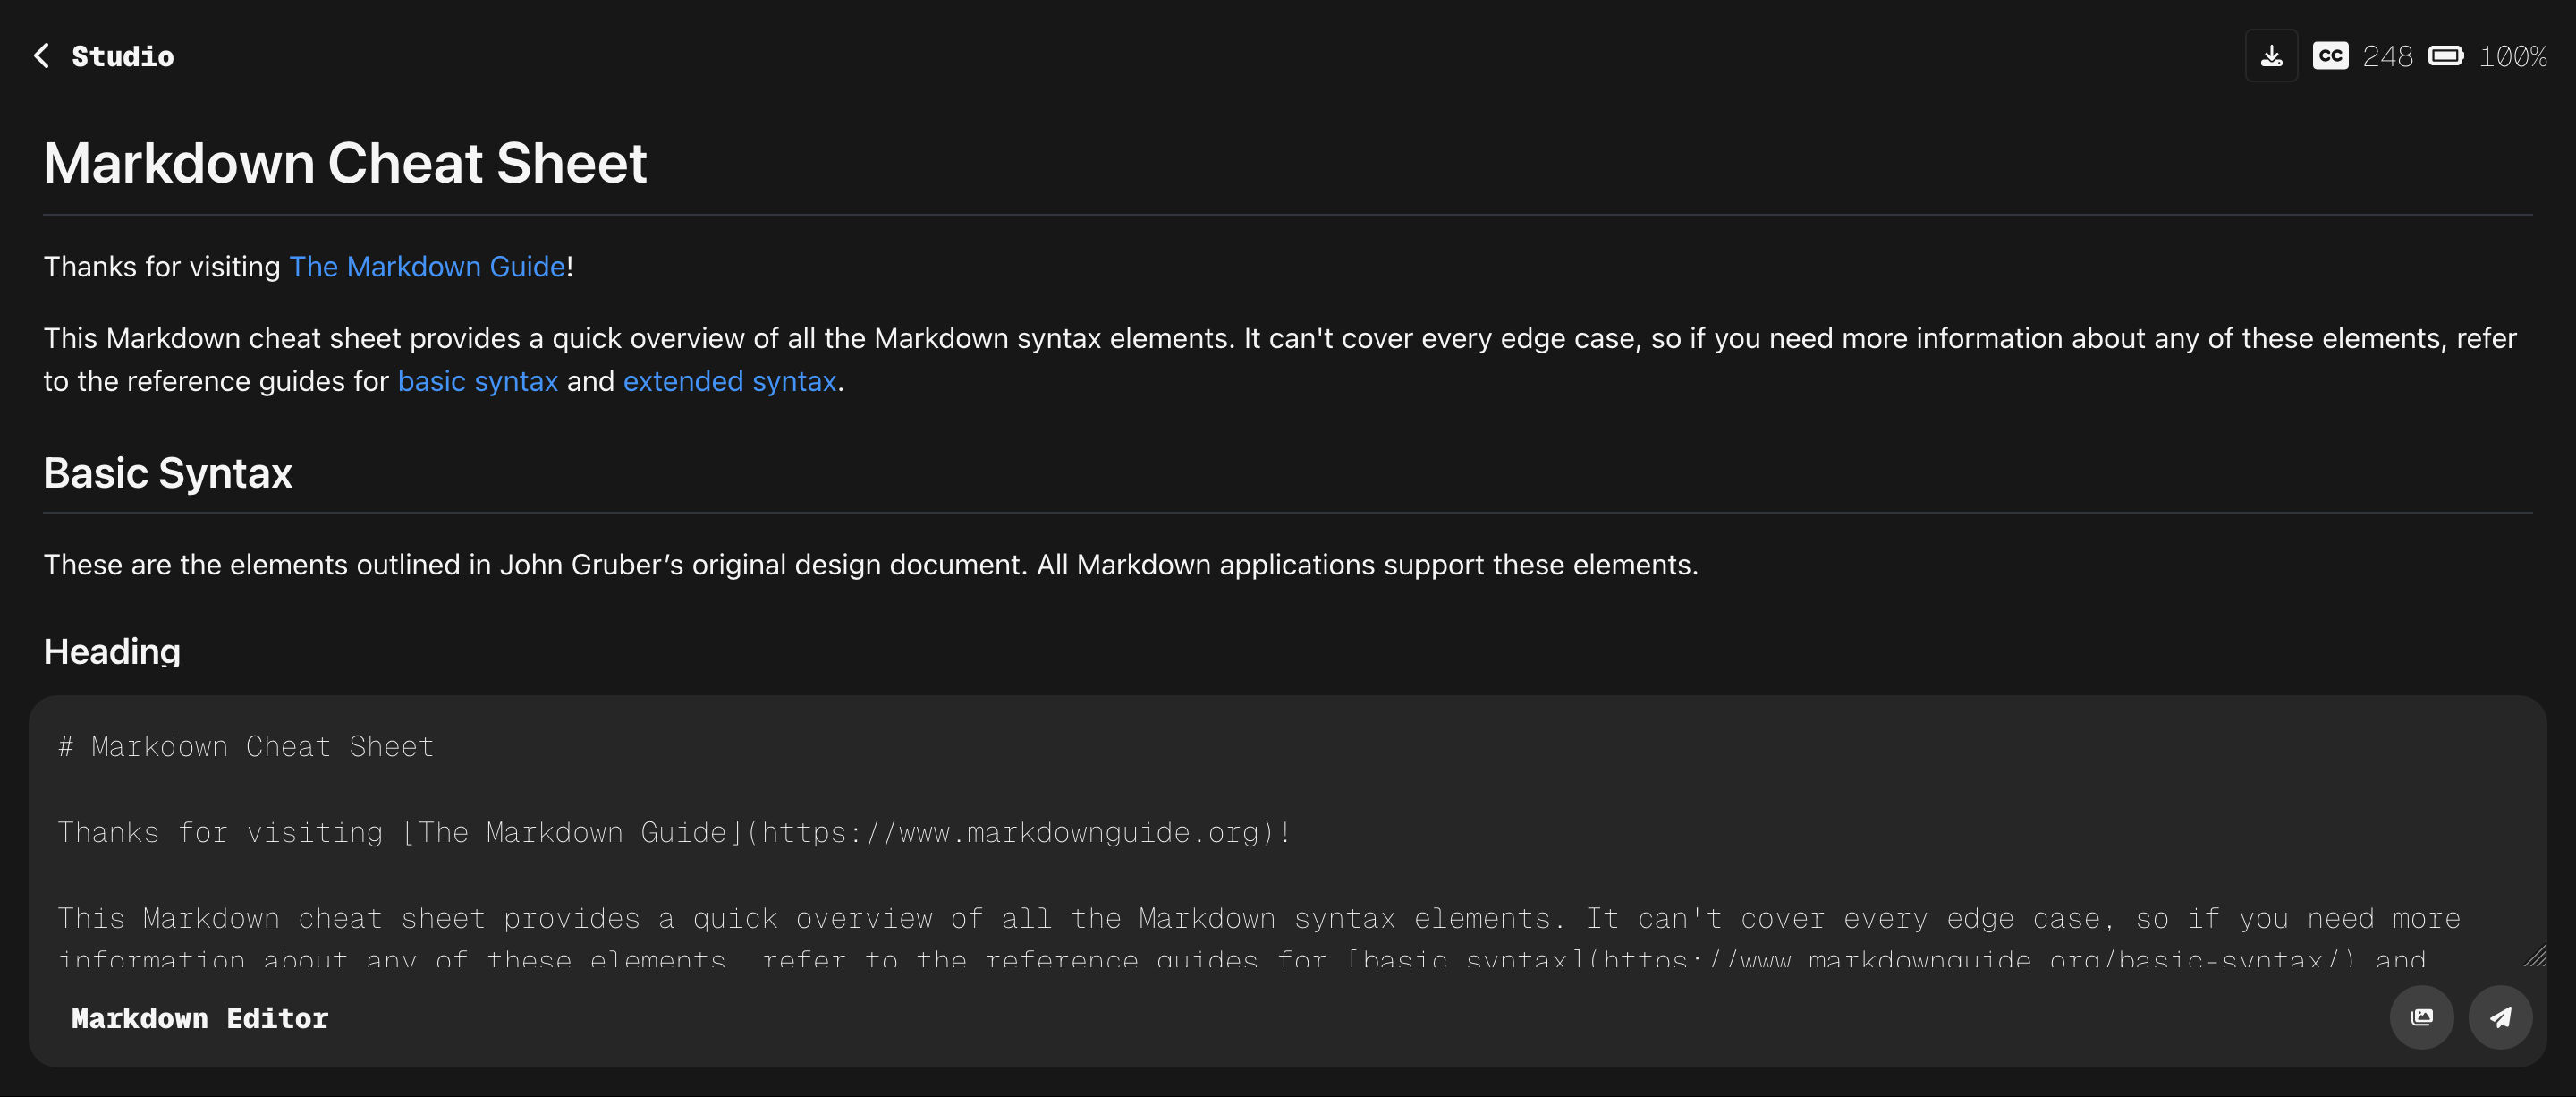 Studio
CC 248 100%
Markdown Cheat Sheet
Thanks for visiting The Markdown Guide!
This Markdown cheat sheet provides a quick overview of all the Markdown syntax elements. It can't cover every edge case, so if you need more information about any of these elements, refer
to the reference guides for basic syntax and extended syntax.
Basic Syntax
These are the elements outlined in John Gruber’s original design document. All Markdown applications support these elements.
Heading
# Markdown Cheat Sheet
Thanks for visiting [The Markdown Guide](https://www.markdownguide.org)!
This Markdown cheat sheet provides a quick overview of all the Markdown syntax elements. It can't cover every edge case, so if you need more
information about any of these elements, refer to the reference guides for [basic syntax](https://www.markdownguide.org/basic-syntax/) and
Markdown Editor